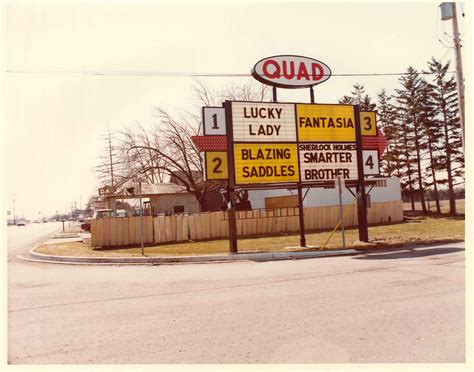 QUAD
1
LUCKY
LADY
FANTASIA
3
2
BLAZING
SADDLES
SHERLOCK HOLMES
SMARTER
BROTHER
4